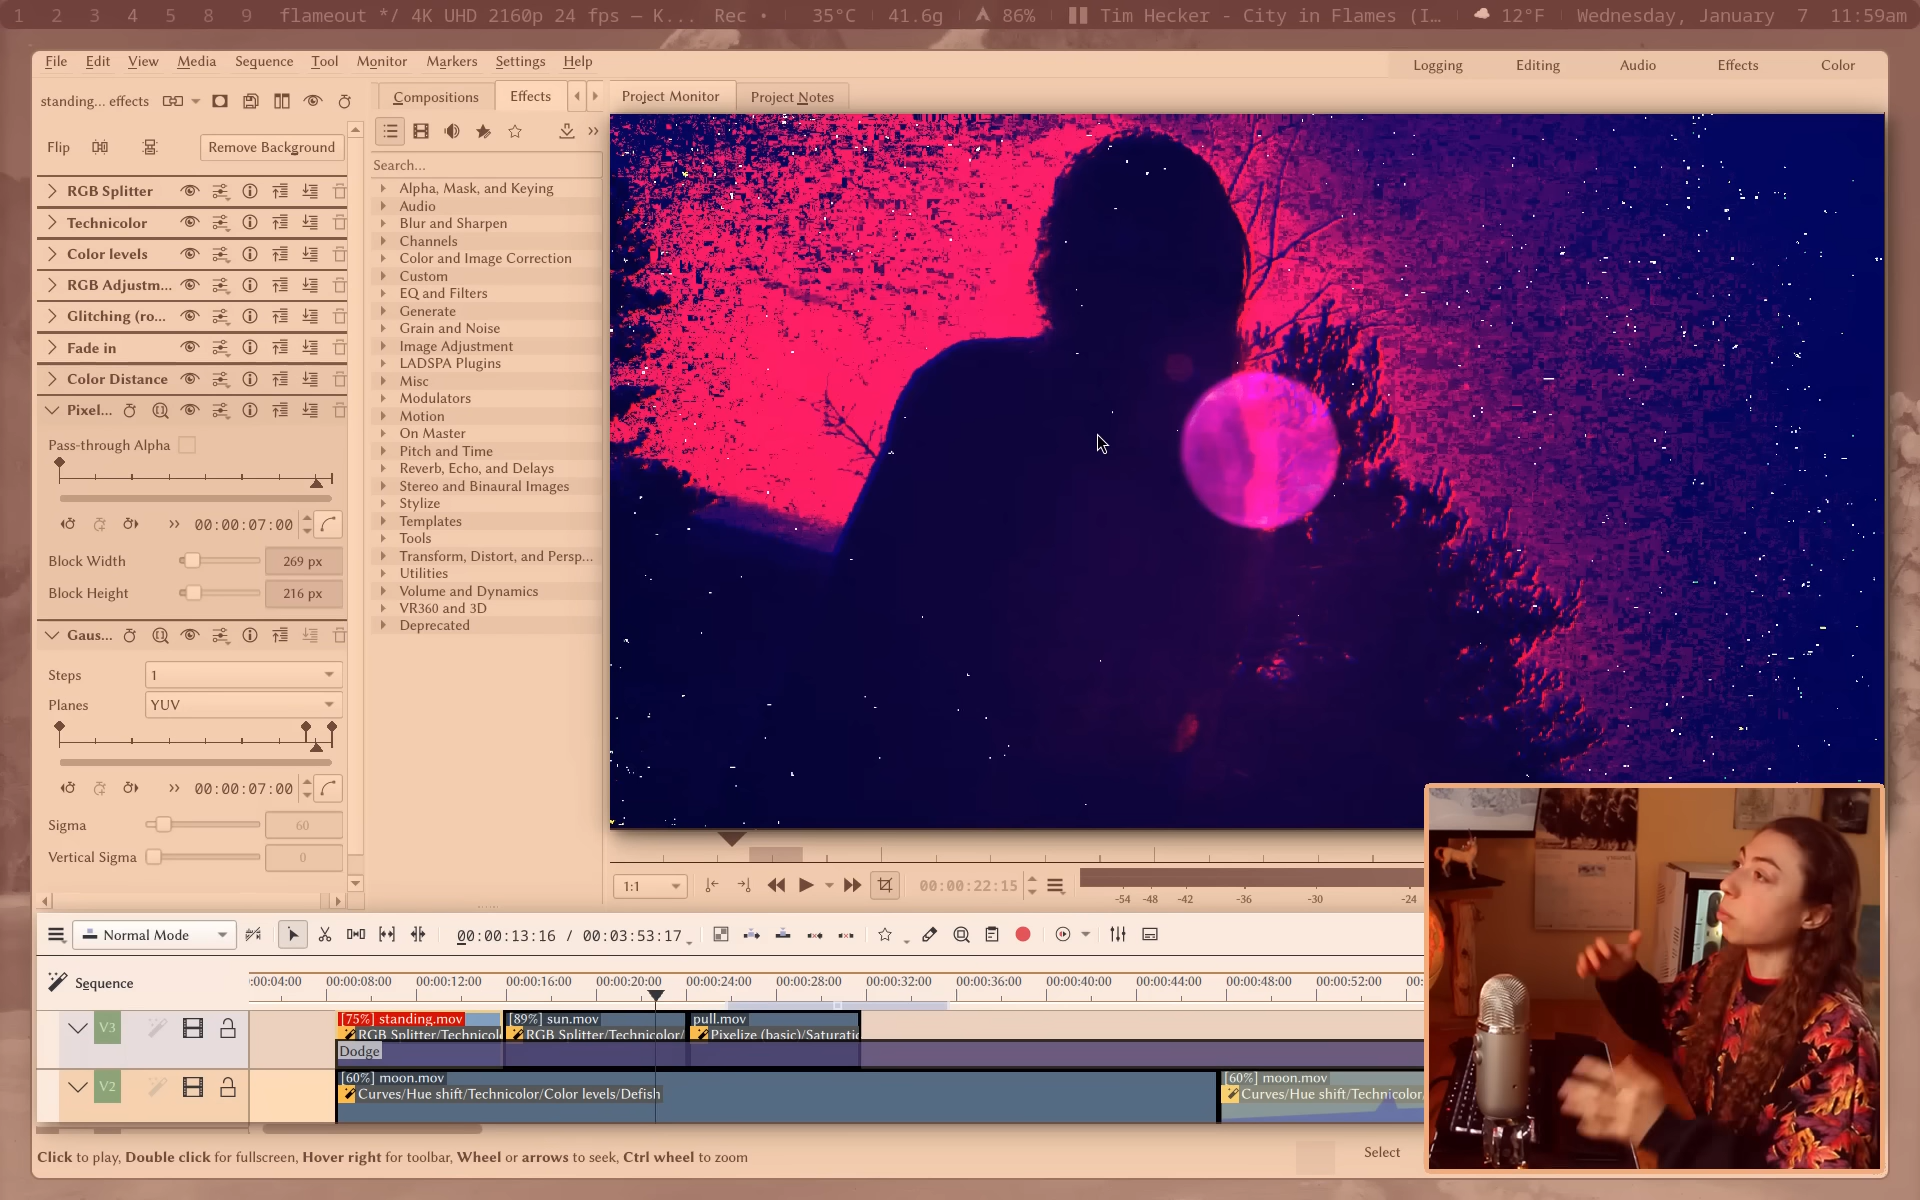 1 2 3 4 5 8 9 flameout */ 4K UHD 2160p 24 fps — K... Rec • 35°C 41.6g 86% Tim Hecker - City in Flames (I… 12°F Wednesday, January 7 11:59am
File Edit View Media Sequence Tool Monitor Markers Settings Help
Logging Editing Audio Effects Color
standing... effects
Flip Remove Background
RGB Splitter
Technicolor
Color levels
RGB Adjustm...
Glitching (ro...
Fade in
Color Distance
Pixel...
Pass-through Alpha
00:00:07:00
Block Width 269 px
Block Height 216 px
Gaus...
Steps 1
Planes YUV
00:00:07:00
Sigma 60
Vertical Sigma 0
Compositions Effects
Search...
Alpha, Mask, and Keying
Audio
Blur and Sharpen
Channels
Color and Image Correction
Custom
EQ and Filters
Generate
Grain and Noise
Image Adjustment
LADSPA Plugins
Misc
Modulators
Motion
On Master
Pitch and Time
Reverb, Echo, and Delays
Stereo and Binaural Images
Stylize
Templates
Tools
Transform, Distort, and Persp...
Utilities
Volume and Dynamics
VR360 and 3D
Deprecated
Project Monitor Project Notes
1:1 00:00:22:15
-54 -48 -42 -36 -30 -24
Normal Mode 00:00:13:16 / 00:03:53:17
Sequence
:00:04:00 00:00:08:00 00:00:12:00 00:00:16:00 00:00:20:00 00:00:24:00 00:00:28:00 00:00:32:00 00:00:36:00 00:00:40:00 00:00:44:00 00:00:48:00 00:00:52:00 00:
V3
[75%] standing.mov [89%] sun.mov pull.mov
RGB Splitter/Technicol RGB Splitter/Technicolor/ Pixelize (basic)/Saturati
Dodge
V2
[60%] moon.mov [60%] moon.mov
Curves/Hue shift/Technicolor/Color levels/Defish Curves/Hue shift/Technicolor
Click to play, Double click for fullscreen, Hover right for toolbar, Wheel or arrows to seek, Ctrl wheel to zoom
Select